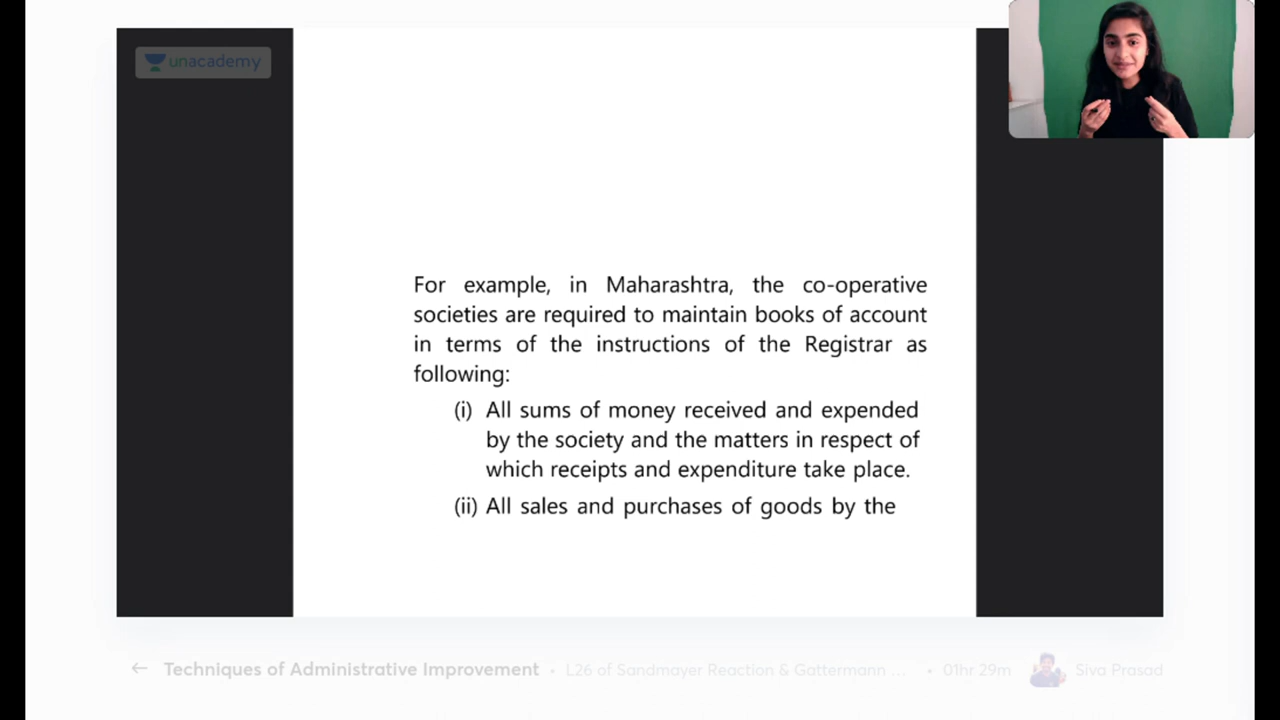 unacademy
For example, in Maharashtra, the co-operative
societies are required to maintain books of account
in terms of the instructions of the Registrar as
following:
(i) All sums of money received and expended
by the society and the matters in respect of
which receipts and expenditure take place.
(ii) All sales and purchases of goods by the
← Techniques of Administrative Improvement • L26 of Sandmayer Reaction & Gattermann ... • 01hr 29m Siva Prasad